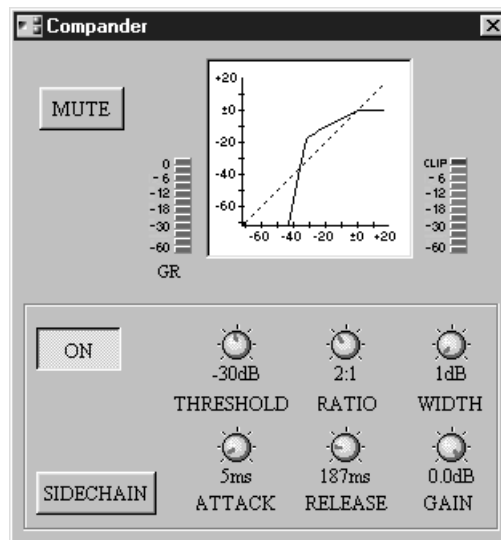 Compander
MUTE
+20
±0
-20
-40
-60
-60 -40 -20 ±0 +20
0
-6
-12
-18
-30
-60
GR
CLIP
-6
-12
-18
-30
-60
ON
-30dB 2:1 1dB
THRESHOLD RATIO WIDTH
SIDECHAIN
5ms 187ms 0.0dB
ATTACK RELEASE GAIN